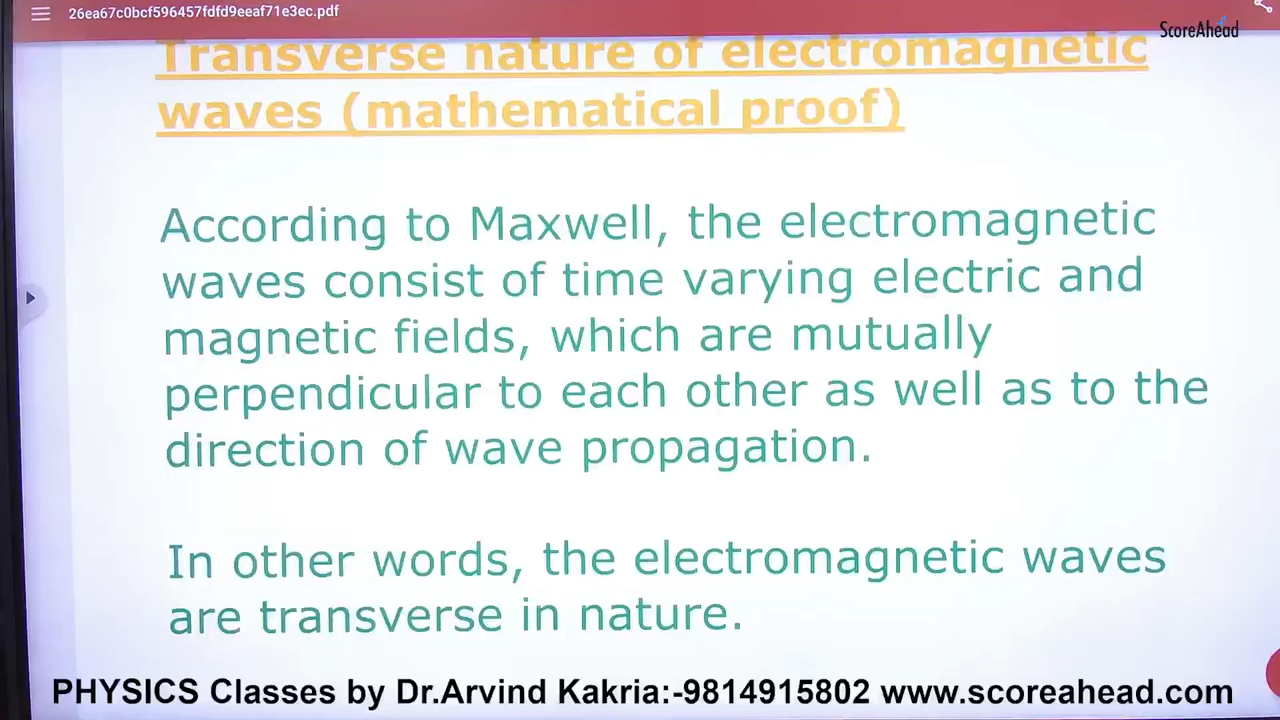 26ea67c0bcf596457fdfd9eeaf71e3ec.pdf
ScoreAhead
Transverse nature of electromagnetic
waves (mathematical proof)
According to Maxwell, the electromagnetic
waves consist of time varying electric and
magnetic fields, which are mutually
perpendicular to each other as well as to the
direction of wave propagation.
In other words, the electromagnetic waves
are transverse in nature.
PHYSICS Classes by Dr.Arvind Kakria:-9814915802 www.scoreahead.com